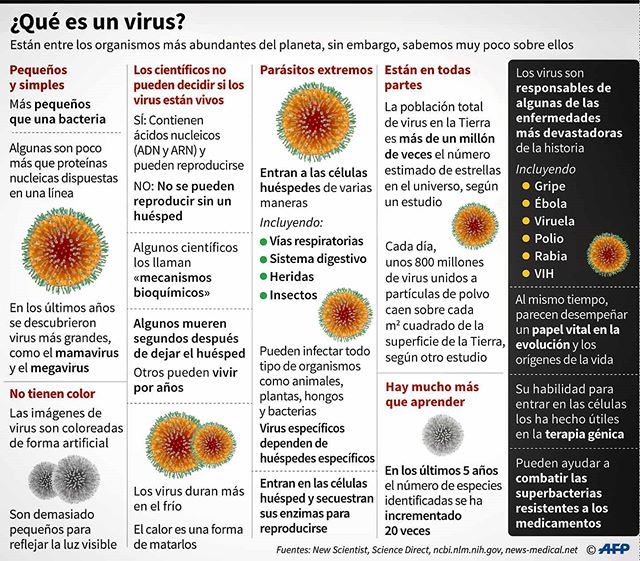 ¿Qué es un virus?
Están entre los organismos más abundantes del planeta, sin embargo, sabemos muy poco sobre ellos
Pequeños
y simples
Más pequeños
que una bacteria
Algunas son poco
más que proteínas
nucleicas dispuestas
en una línea
En los últimos años
se descubrieron
virus más grandes,
como el mamavirus
y el megavirus
No tienen color
Las imágenes de
virus son coloreadas
de forma artificial
Son demasiado
pequeños para
reflejar la luz visible
Los científicos no
pueden decidir si los
virus están vivos
SÍ: Contienen
ácidos nucleicos
(ADN y ARN) y
pueden reproducirse
NO: No se pueden
reproducir sin un
huésped
Algunos científicos
los llaman
«mecanismos
bioquímicos»
Algunos mueren
segundos después
de dejar el huésped
Otros pueden vivir
por años
Los virus duran más
en el frío
El calor es una forma
de matarlos
Parásitos extremos
Entran a las células
huéspedes de varias
maneras
Incluyendo:
Vías respiratorias
Sistema digestivo
Heridas
Insectos
Pueden infectar todo
tipo de organismos
como animales,
plantas, hongos
y bacterias
Virus específicos
dependen de
huéspedes específicos
Entran en las células
huésped y secuestran
sus enzimas para
reproducirse
Están en todas
partes
La población total
de virus en la Tierra
es más de un millón
de veces el número
estimado de estrellas
en el universo, según
un estudio
Cada día,
unos 800 millones
de virus unidos a
partículas de polvo
caen sobre cada
m² cuadrado de la
superficie de la Tierra,
según otro estudio
Hay mucho más
que aprender
En los últimos 5 años
el número de especies
identificadas se ha
incrementado
20 veces
Los virus son
responsables de
algunas de las
enfermedades
más devastadoras
de la historia
Incluyendo
Gripe
Ébola
Viruela
Polio
Rabia
VIH
Al mismo tiempo,
parecen desempeñar
un papel vital en la
evolución y los
orígenes de la vida
Su habilidad para
entrar en las células
los ha hecho útiles
en la terapia génica
Pueden ayudar a
combatir las
superbacterias
resistentes a los
medicamentos
Fuentes: New Scientist, Science Direct, ncbi.nlm.nih.gov, news-medical.net © AFP